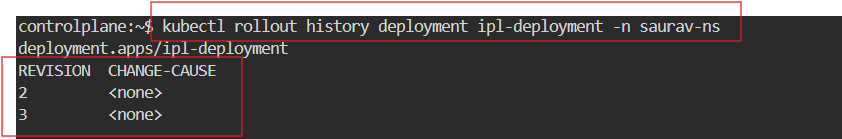 controlplane:~$ kubectl rollout history deployment ipl-deployment -n saurav-ns
deployment.apps/ipl-deployment
REVISION  CHANGE-CAUSE
2         <none>
3         <none>